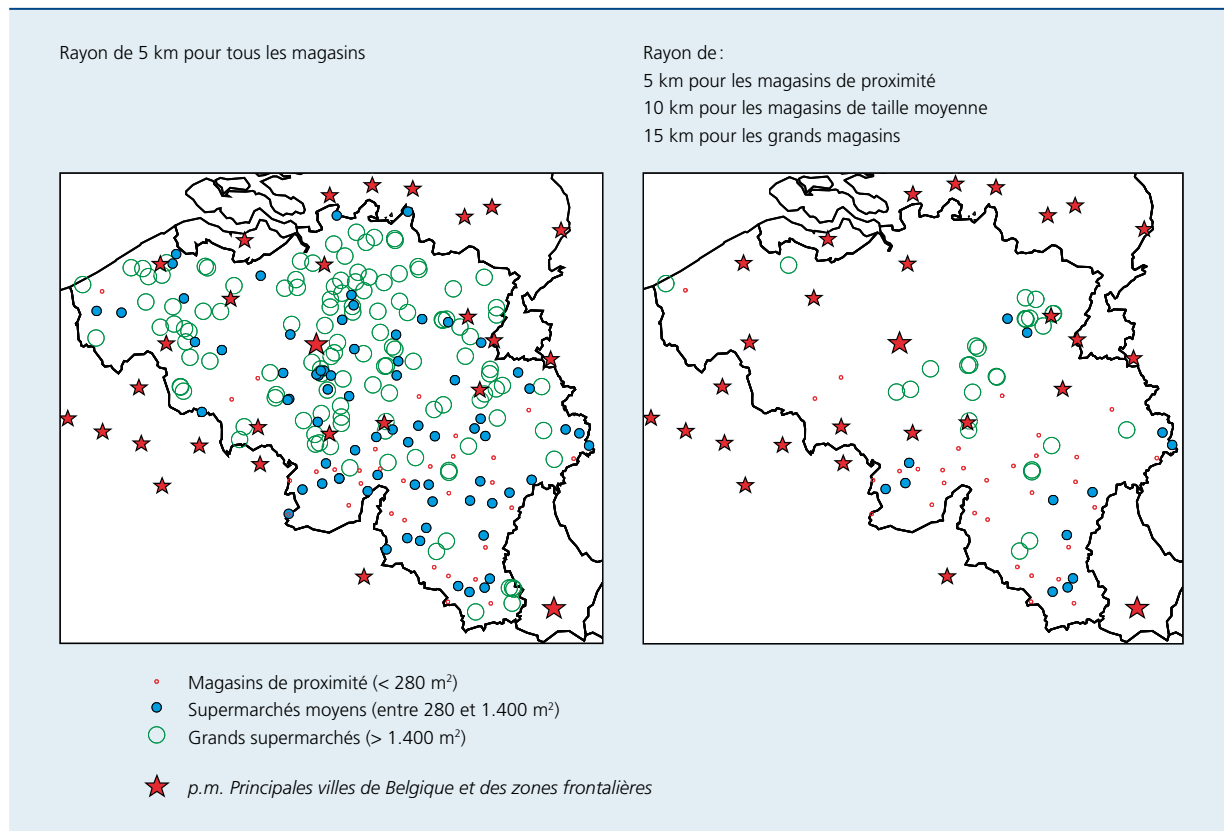 Rayon de 5 km pour tous les magasins
Rayon de :
5 km pour les magasins de proximité
10 km pour les magasins de taille moyenne
15 km pour les grands magasins
Magasins de proximité (< 280 m²)
Supermarchés moyens (entre 280 et 1.400 m²)
Grands supermarchés (> 1.400 m²)
p.m. Principales villes de Belgique et des zones frontalières